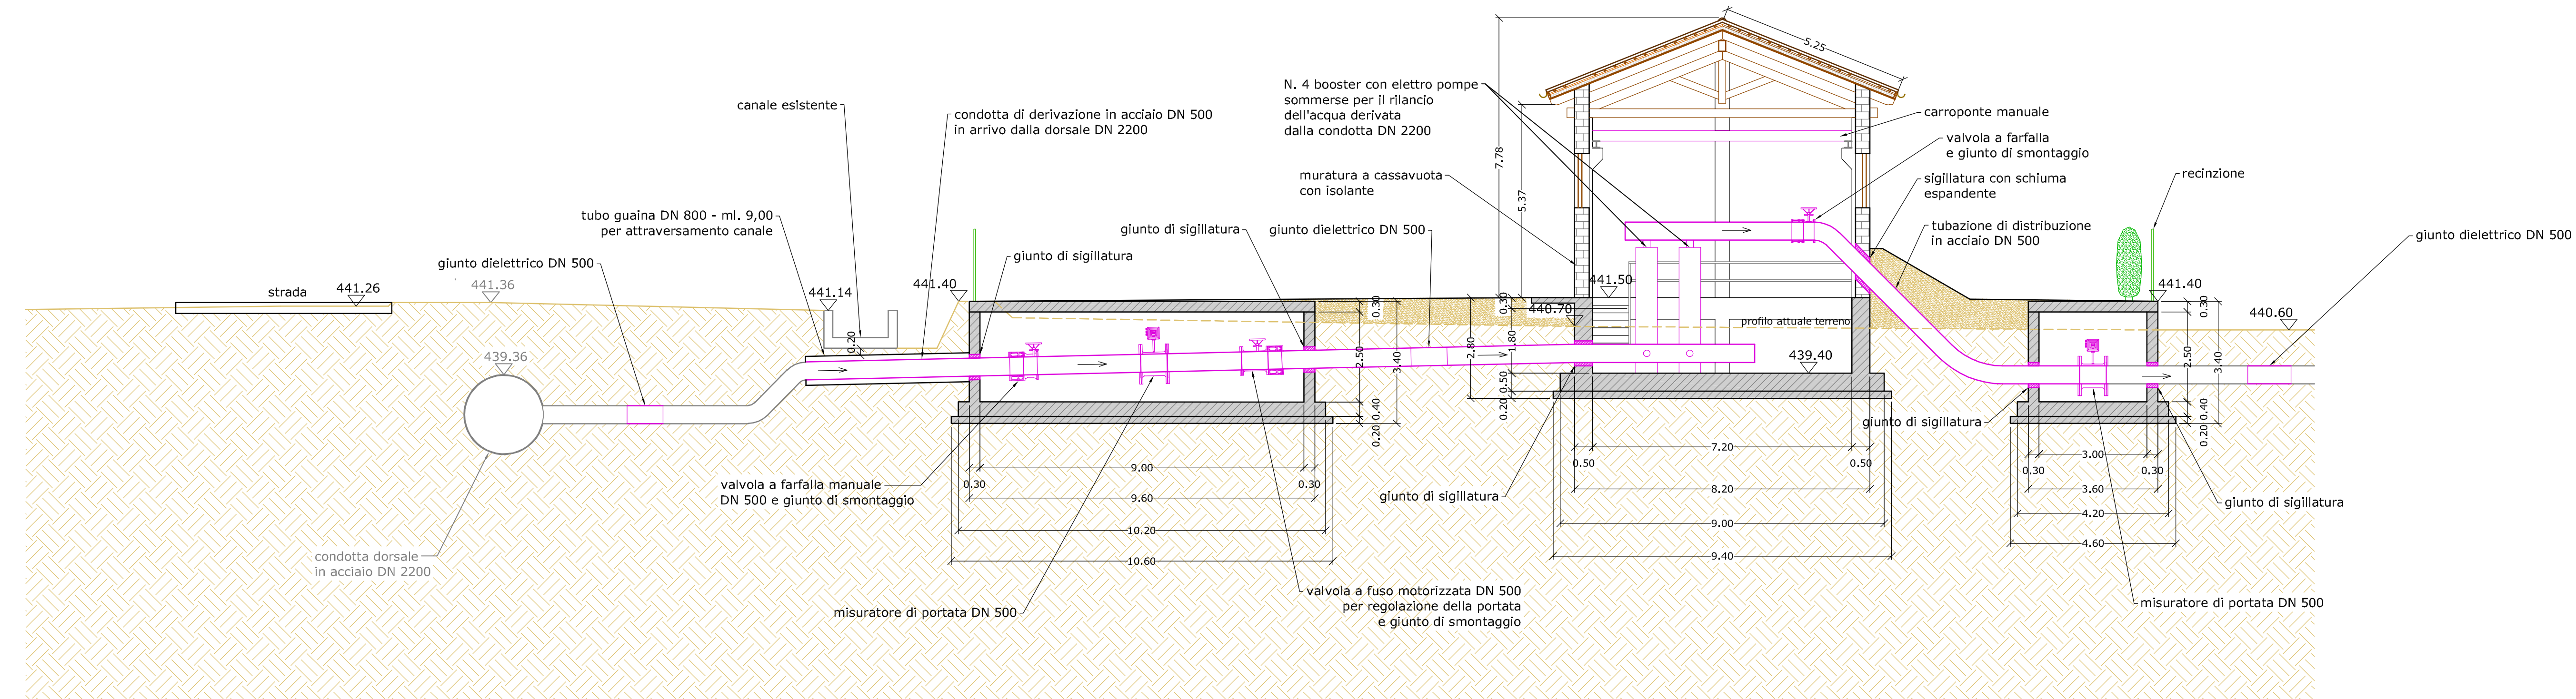 5.25
N. 4 booster con elettro pompe
sommerse per il rilancio
dell'acqua derivata
dalla condotta DN 2200
canale esistente
condotta di derivazione in acciaio DN 500
in arrivo dalla dorsale DN 2200
carroponte manuale
valvola a farfalla
e giunto di smontaggio
7.78
5.37
muratura a cassavuota
con isolante
sigillatura con schiuma
espandente
recinzione
tubo guaina DN 800 - ml. 9,00
per attraversamento canale
giunto di sigillatura
giunto dielettrico DN 500
tubazione di distribuzione
in acciaio DN 500
giunto dielettrico DN 500
giunto dielettrico DN 500
giunto di sigillatura
strada
441.26
441.36
441.14
441.40
441.50
441.40
440.70
440.60
profilo attuale terreno
439.36
439.40
0.20
0.30
2.50
3.40
0.40
0.20
0.30
1.80
2.80
0.50
0.20
0.30
2.50
3.40
0.40
0.20
giunto di sigillatura
9.00
0.30
0.30
9.60
10.20
10.60
7.20
0.50
0.50
8.20
9.00
9.40
3.00
0.30
0.30
3.60
4.20
4.60
valvola a farfalla manuale
DN 500 e giunto di smontaggio
giunto di sigillatura
giunto di sigillatura
condotta dorsale
in acciaio DN 2200
misuratore di portata DN 500
valvola a fuso motorizzata DN 500
per regolazione della portata
e giunto di smontaggio
misuratore di portata DN 500